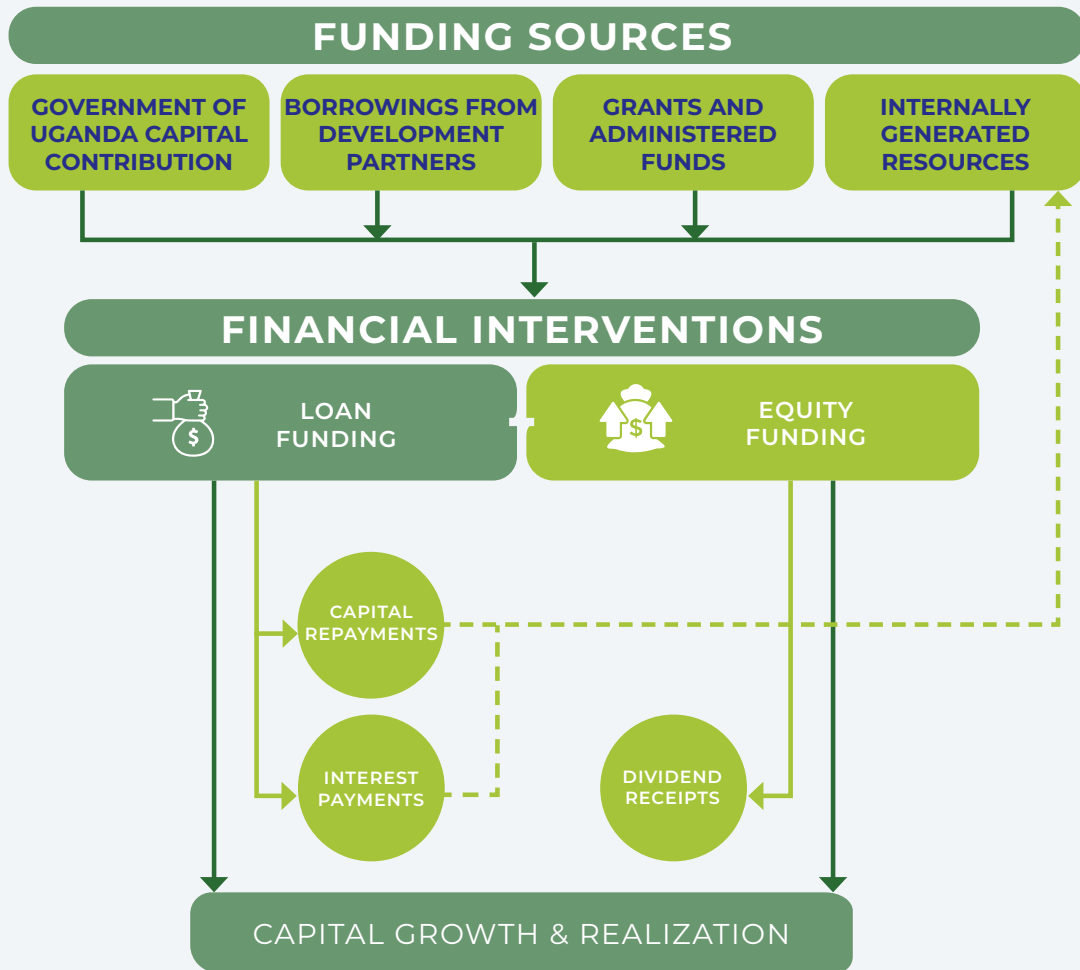 FUNDING SOURCES
GOVERNMENT OF
UGANDA CAPITAL
CONTRIBUTION
BORROWINGS FROM
DEVELOPMENT
PARTNERS
GRANTS AND
ADMINISTERED
FUNDS
INTERNALLY
GENERATED
RESOURCES
FINANCIAL INTERVENTIONS
$
LOAN
FUNDING
+
$
EQUITY
FUNDING
CAPITAL
REPAYMENTS
INTEREST
PAYMENTS
DIVIDEND
RECEIPTS
CAPITAL GROWTH & REALIZATION